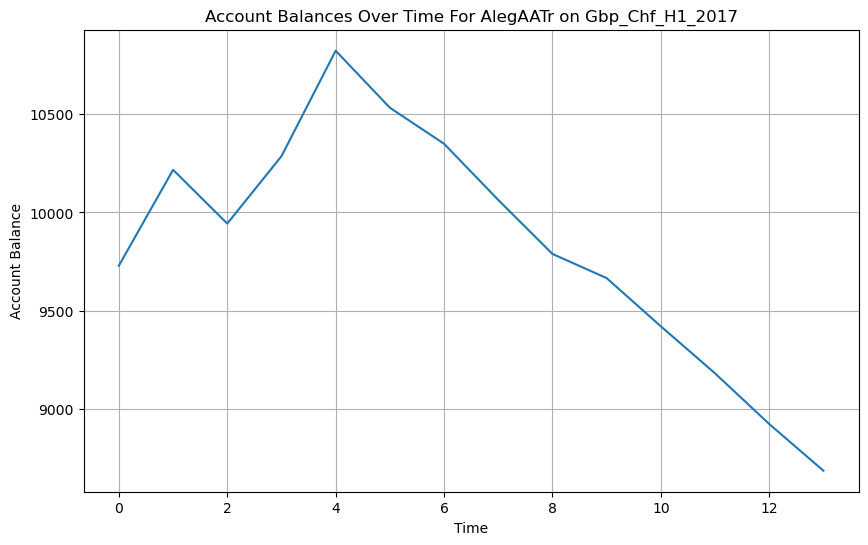 Account Balances Over Time For AlegAATr on Gbp_Chf_H1_2017
Account Balance
10500
10000
9500
9000
0 2 4 6 8 10 12
Time